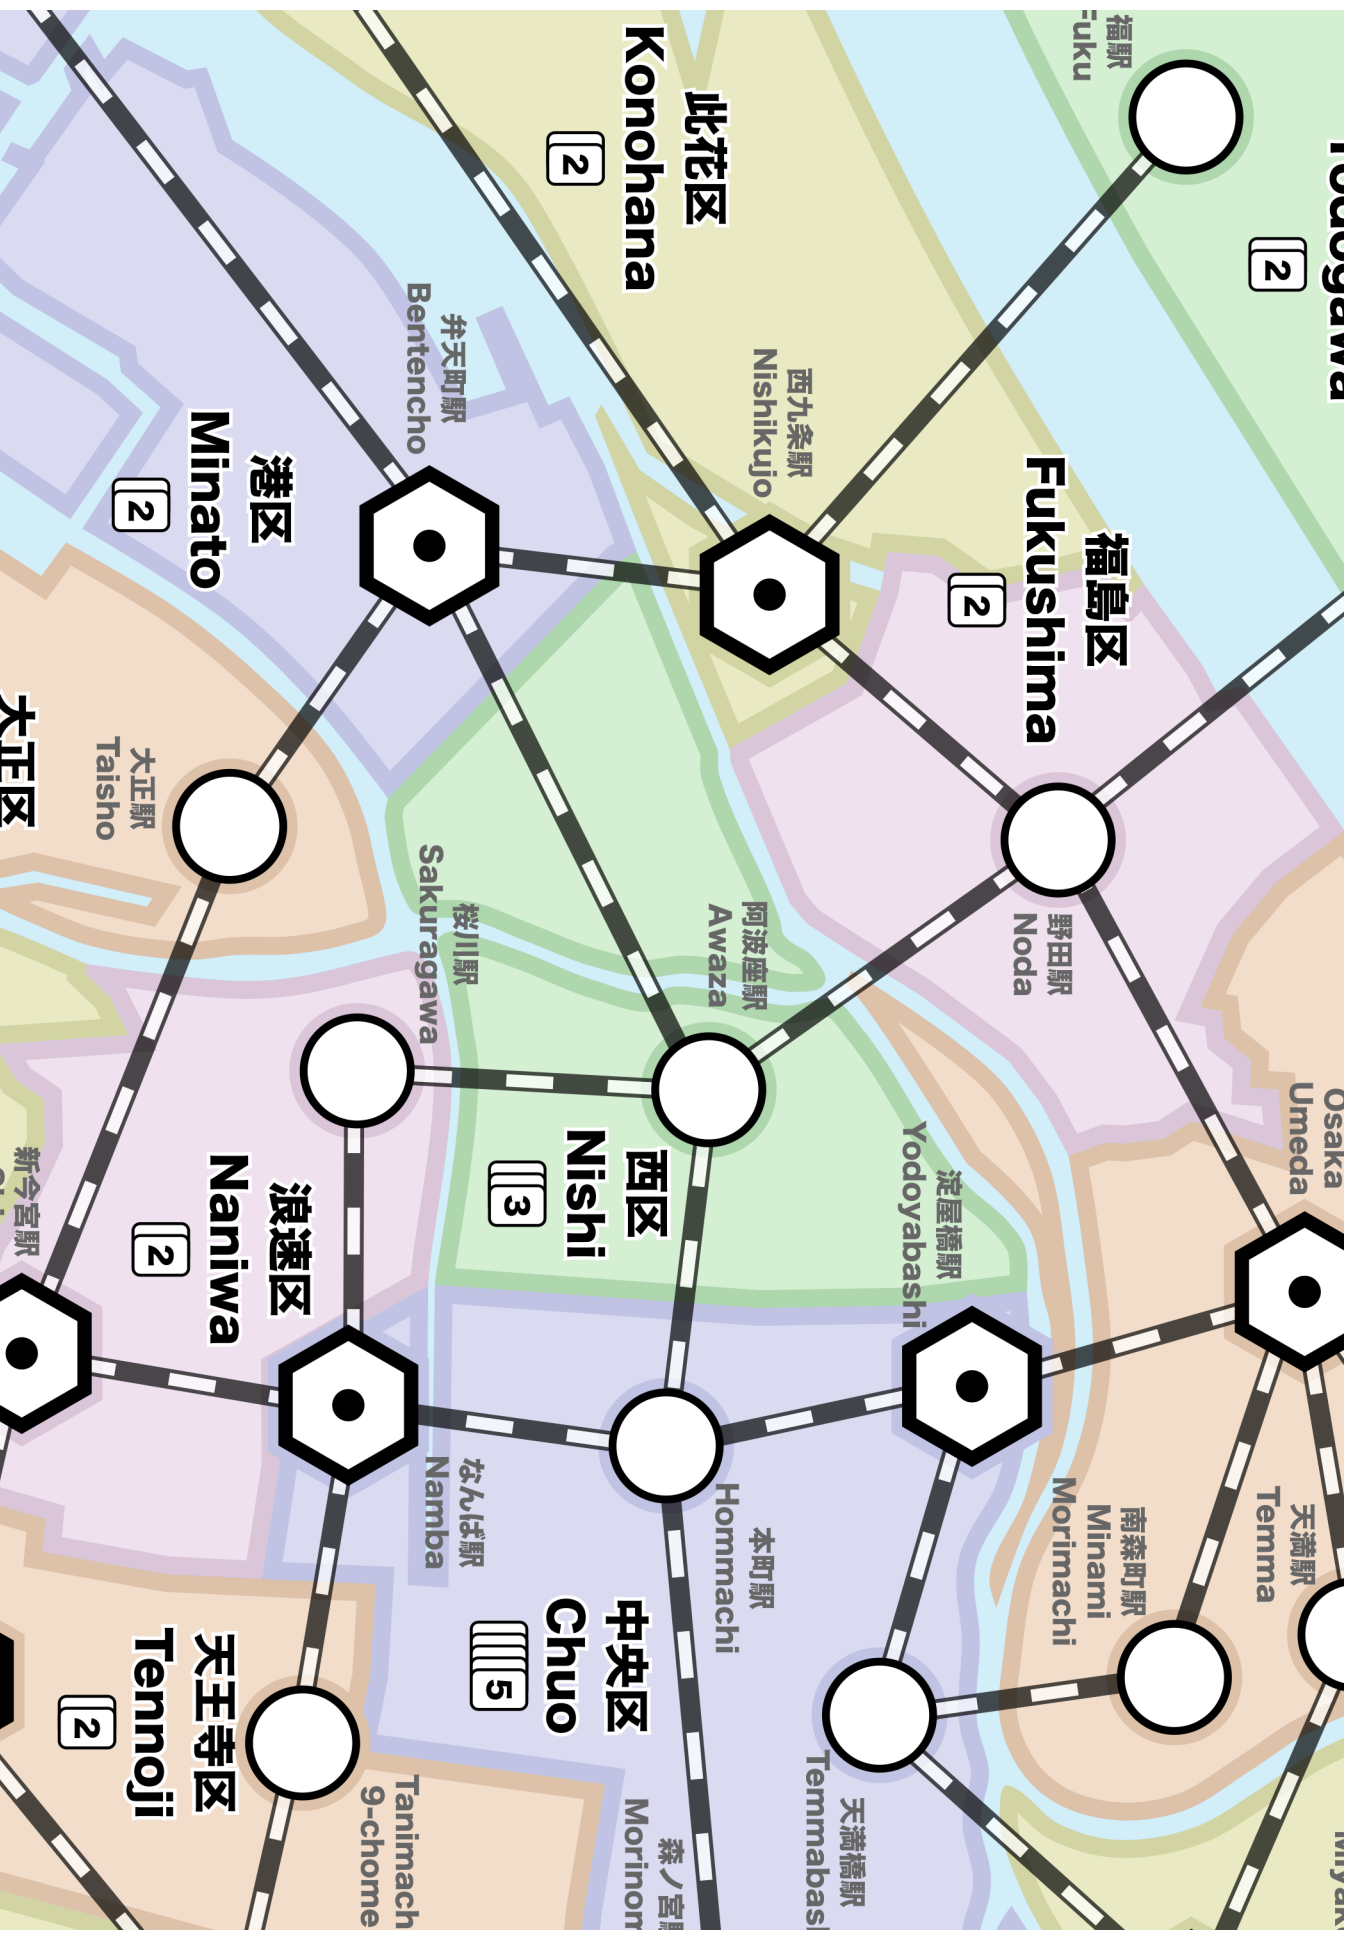 Yodogawa
2
福駅
Fuku
福島区
Fukushima
2
Osaka
Umeda
天満駅
Temma
南森町駅
Minami
Morimachi
野田駅
Noda
淀屋橋駅
Yodoyabashi
天満橋駅
Temmabas
此花区
Konohana
2
西九条駅
Nishikujo
阿波座駅
Awaza
本町駅
Hommachi
森ノ宮
Morinom
西区
Nishi
3
中央区
Chuo
5
弁天町駅
Bentencho
桜川駅
Sakuragawa
なんば駅
Namba
Tanimach
9-chome
港区
Minato
2
浪速区
Naniwa
2
天王寺区
Tennoji
2
大正駅
Taisho
大正区
新今宮駅